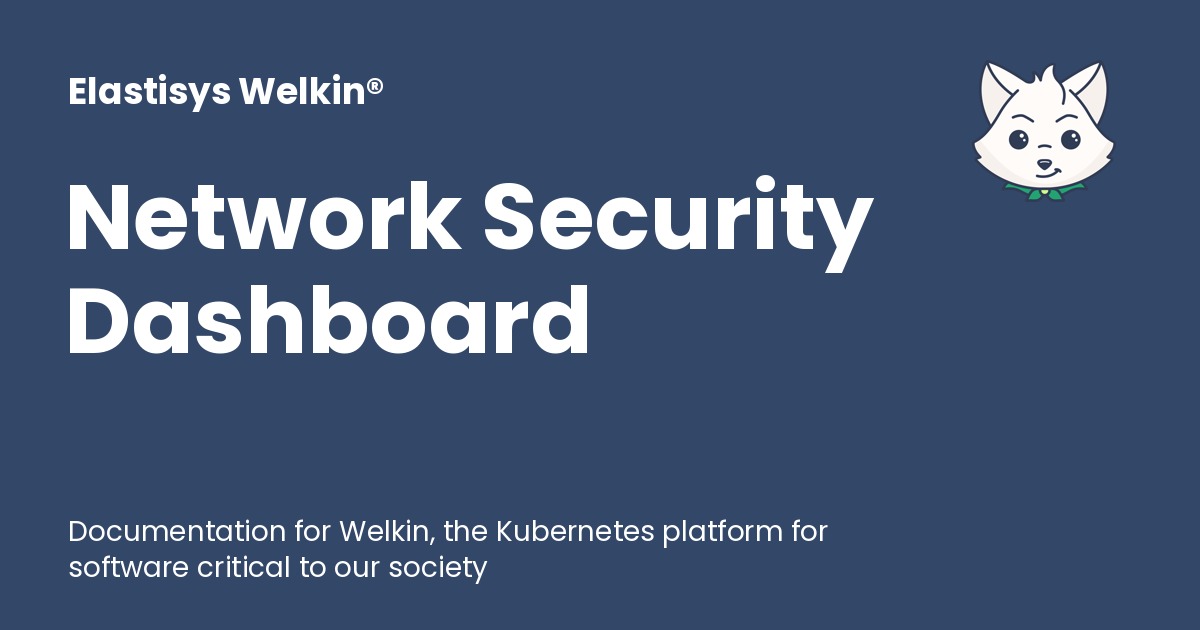 Elastisys Welkin®
Network Security
Dashboard
Documentation for Welkin, the Kubernetes platform for
software critical to our society